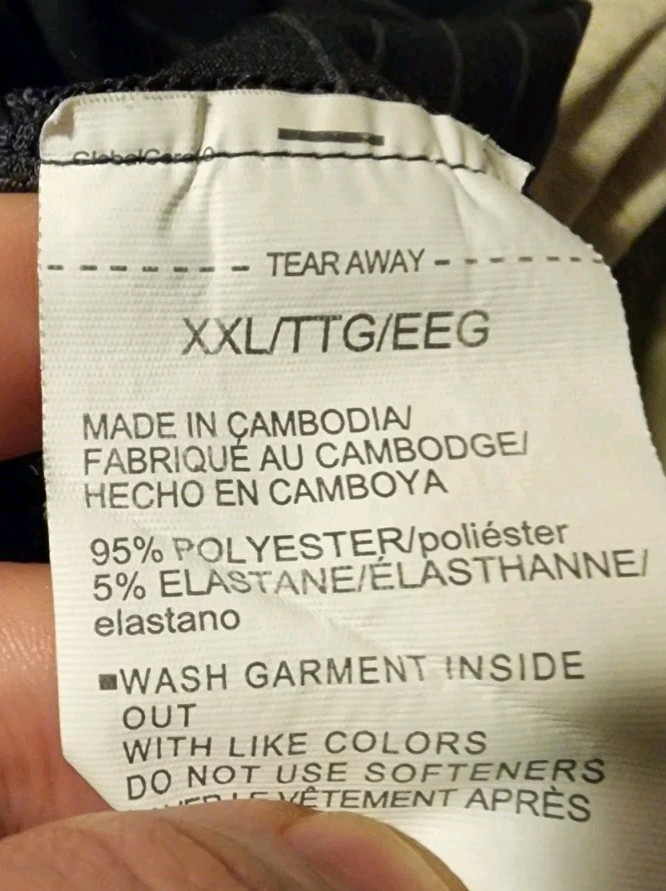 TEAR AWAY
XXL/TTG/EEG
MADE IN CAMBODIA/
FABRIQUÉ AU CAMBODGE/
HECHO EN CAMBOYA
95% POLYESTER/poliéster
5% ELASTANE/ÉLASTHANNE/
elastano
WASH GARMENT INSIDE
OUT
WITH LIKE COLORS
DO NOT USE SOFTENERS
VÊTEMENT APRÈS